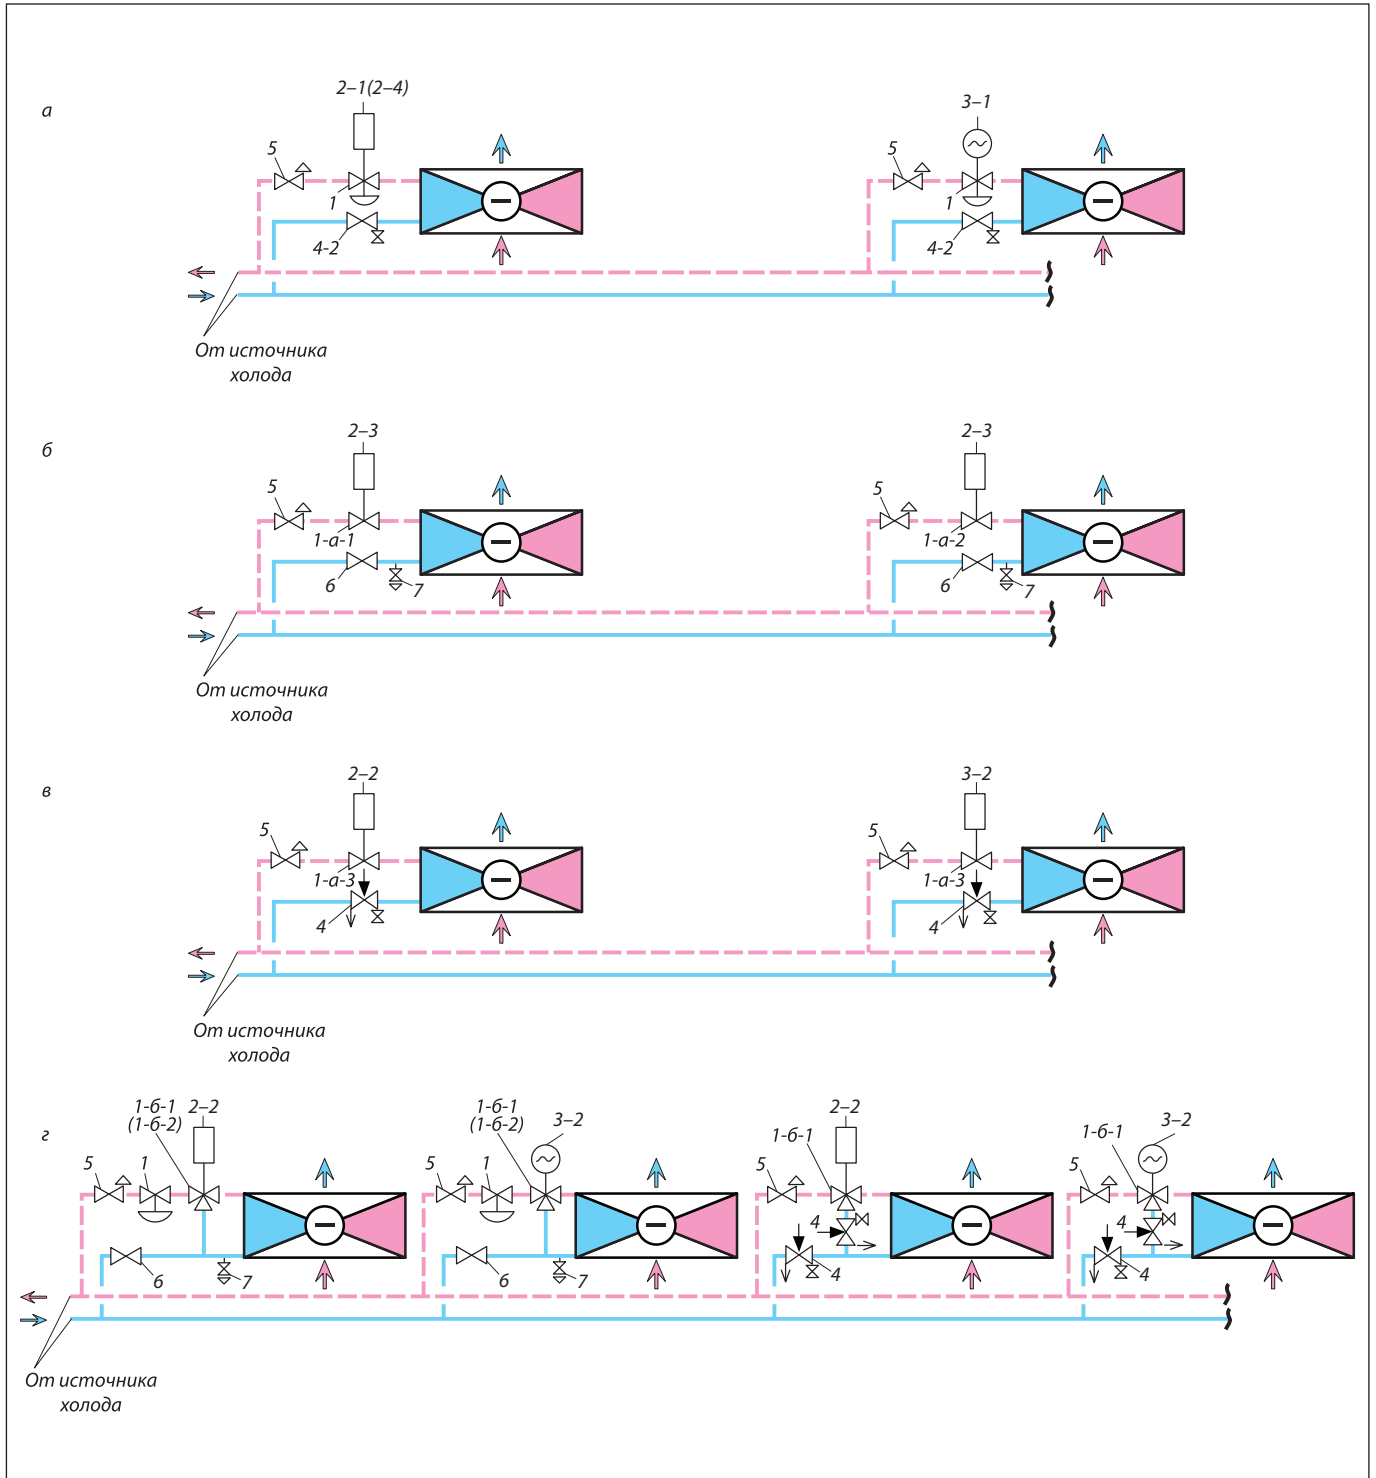 а
2–1(2–4)
3–1
5
1
4-2
5
1
4-2
От источника
холода
б
2–3
2–3
5
1-а-1
6
7
5
1-а-2
6
7
От источника
холода
в
2–2
3–2
5
1-а-3
4
5
1-а-3
4
От источника
холода
г
1-б-1
(1-б-2)
2–2
5
1
6
7
1-б-1
(1-б-2)
3–2
5
1
6
7
2–2
1-б-1
5
4
4
3–2
1-б-1
5
4
4
От источника
холода